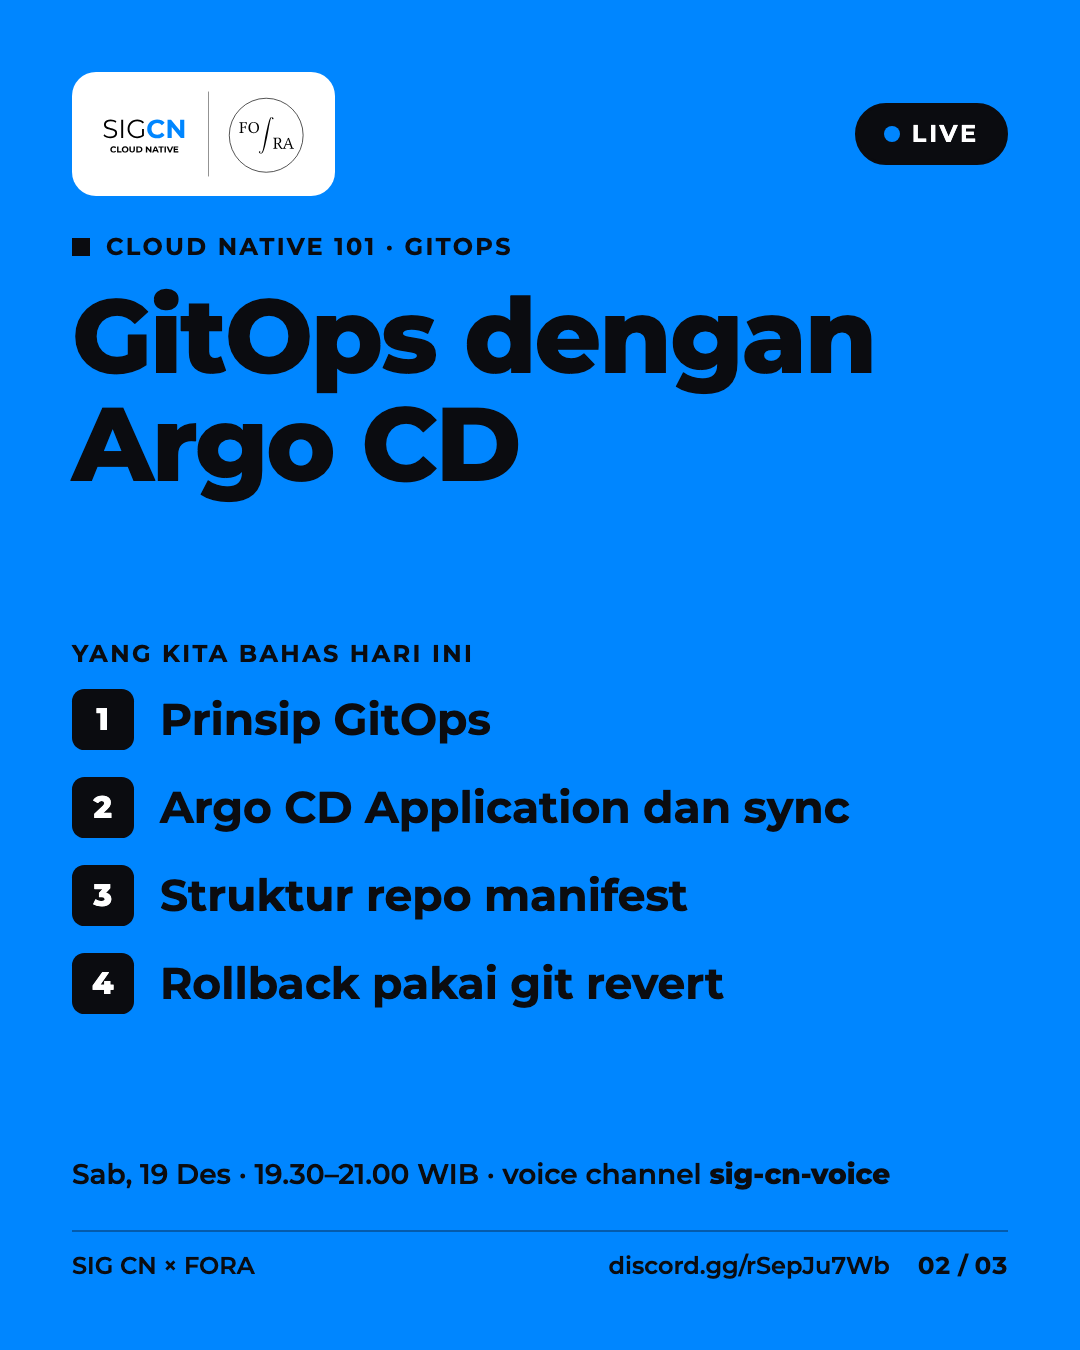 SIGCN
CLOUD NATIVE
FO
RA
LIVE
CLOUD NATIVE 101 · GITOPS
GitOps dengan
Argo CD
YANG KITA BAHAS HARI INI
1 Prinsip GitOps
2 Argo CD Application dan sync
3 Struktur repo manifest
4 Rollback pakai git revert
Sab, 19 Des · 19.30–21.00 WIB · voice channel sig-cn-voice
SIG CN × FORA
discord.gg/rSepJu7Wb 02 / 03